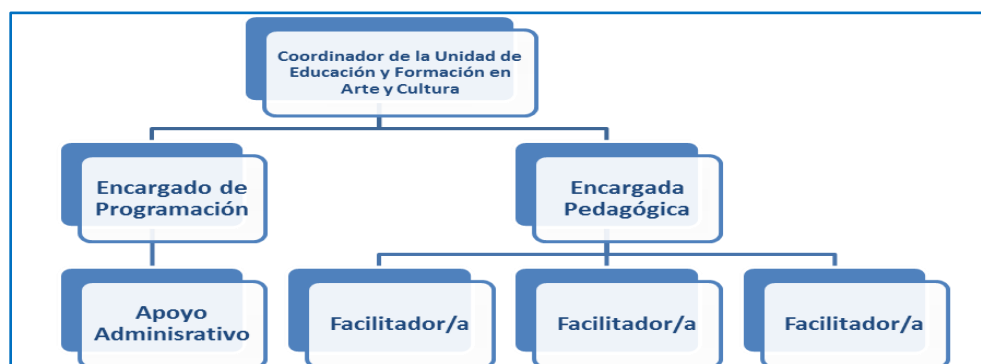 Coordinador de la Unidad de
Educación y Formación en
Arte y Cultura
Encargado de
Programación
Encargada
Pedagógica
Apoyo
Adminisrativo
Facilitador/a
Facilitador/a
Facilitador/a